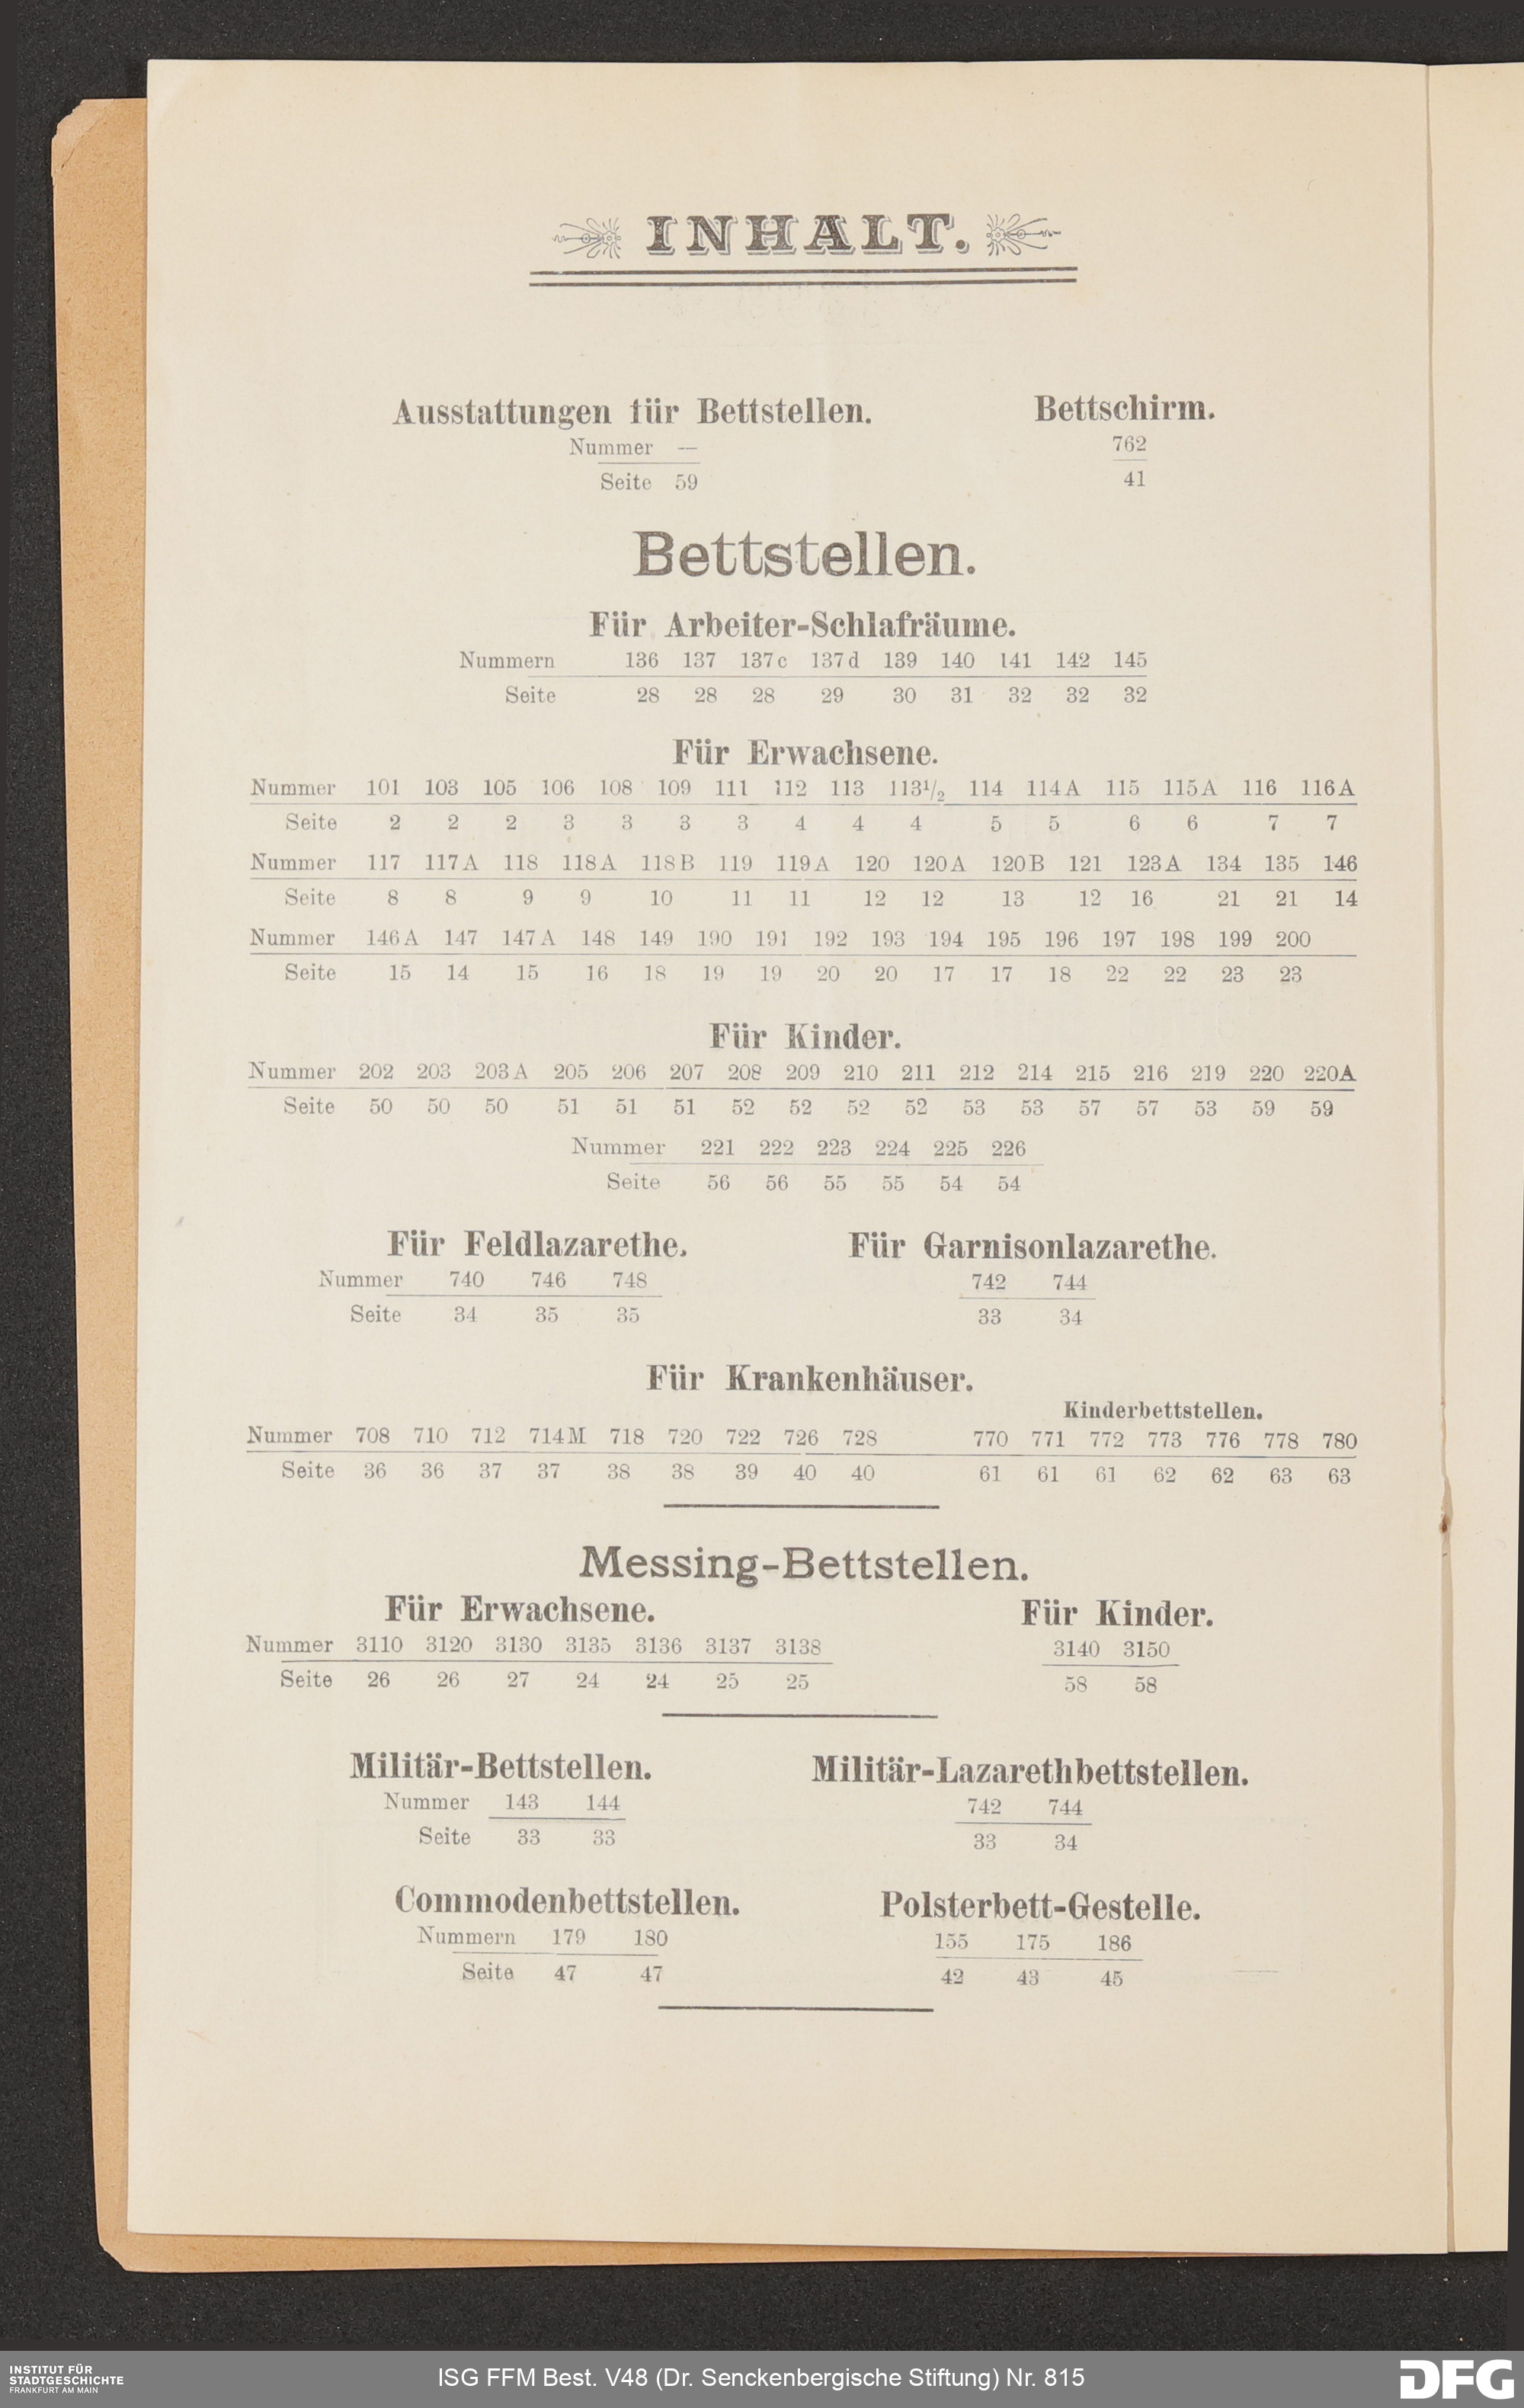 INHALT.
Ausstattungen für Bettstellen.
Nummer —
Seite 59
Bettschirm.
762
41
Bettstellen.
Für Arbeiter-Schlafräume.
Nummern 136 137 137c 137d 139 140 141 142 145
Seite 28 28 28 29 30 31 32 32 32
Für Erwachsene.
Nummer 101 103 105 106 108 109 111 112 113 113½ 114 114A 115 115A 116 116A
Seite 2 2 2 3 3 3 3 4 4 4 5 5 6 6 7 7
Nummer 117 117A 118 118A 118B 119 119A 120 120A 120B 121 123A 134 135 146
Seite 8 8 9 9 10 11 11 12 12 13 12 16 21 21 14
Nummer 146A 147 147A 148 149 190 191 192 193 194 195 196 197 198 199 200
Seite 15 14 15 16 18 19 19 20 20 17 17 18 22 22 23 23
Für Kinder.
Nummer 202 203 203A 205 206 207 208 209 210 211 212 214 215 216 219 220 220A
Seite 50 50 50 51 51 51 52 52 52 52 53 53 57 57 53 59 59
Nummer 221 222 223 224 225 226
Seite 56 56 55 55 54 54
Für Feldlazarethe.
Nummer 740 746 748
Seite 34 35 35
Für Garnisonlazarethe.
742 744
33 34
Für Krankenhäuser.
Kinderbettstellen.
Nummer 708 710 712 714M 718 720 722 726 728 770 771 772 773 776 778 780
Seite 36 36 37 37 38 38 39 40 40 61 61 61 62 62 63 63
Messing-Bettstellen.
Für Erwachsene.
Nummer 3110 3120 3130 3135 3136 3137 3138
Seite 26 26 27 24 24 25 25
Für Kinder.
3140 3150
58 58
Militär-Bettstellen.
Nummer 143 144
Seite 33 33
Militär-Lazarethbettstellen.
742 744
33 34
Commodenbettstellen.
Nummern 179 180
Seite 47 47
Polsterbett-Gestelle.
155 175 186
42 43 45
INSTITUT FÜR
STADTGESCHICHTE
FRANKFURT AM MAIN
ISG FFM Best. V48 (Dr. Senckenbergische Stiftung) Nr. 815
DFG